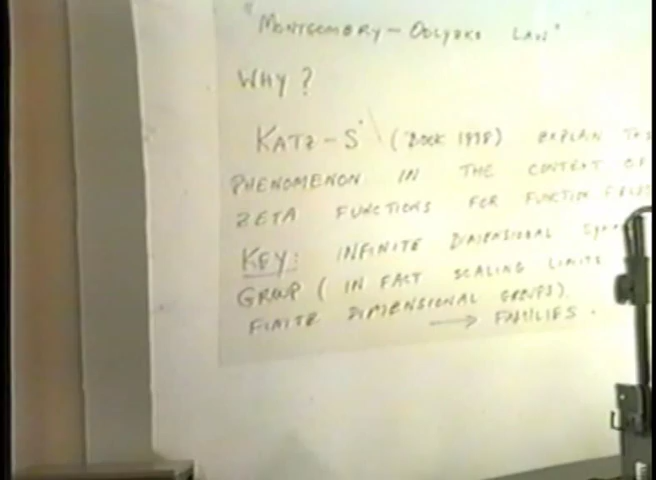 "MONTGOMERY - ODLYZKO LAW"
WHY?
KATZ - S (BOOK 1998) EXPLAIN
PHENOMENON IN THE CONTEXT OF
ZETA FUNCTIONS FOR FUNCTION FIELDS
KEY: INFINITE DIMENSIONAL
GROUP (IN FACT SCALING LIMITS
FINITE DIMENSIONAL GROUPS).
→ FAMILIES.